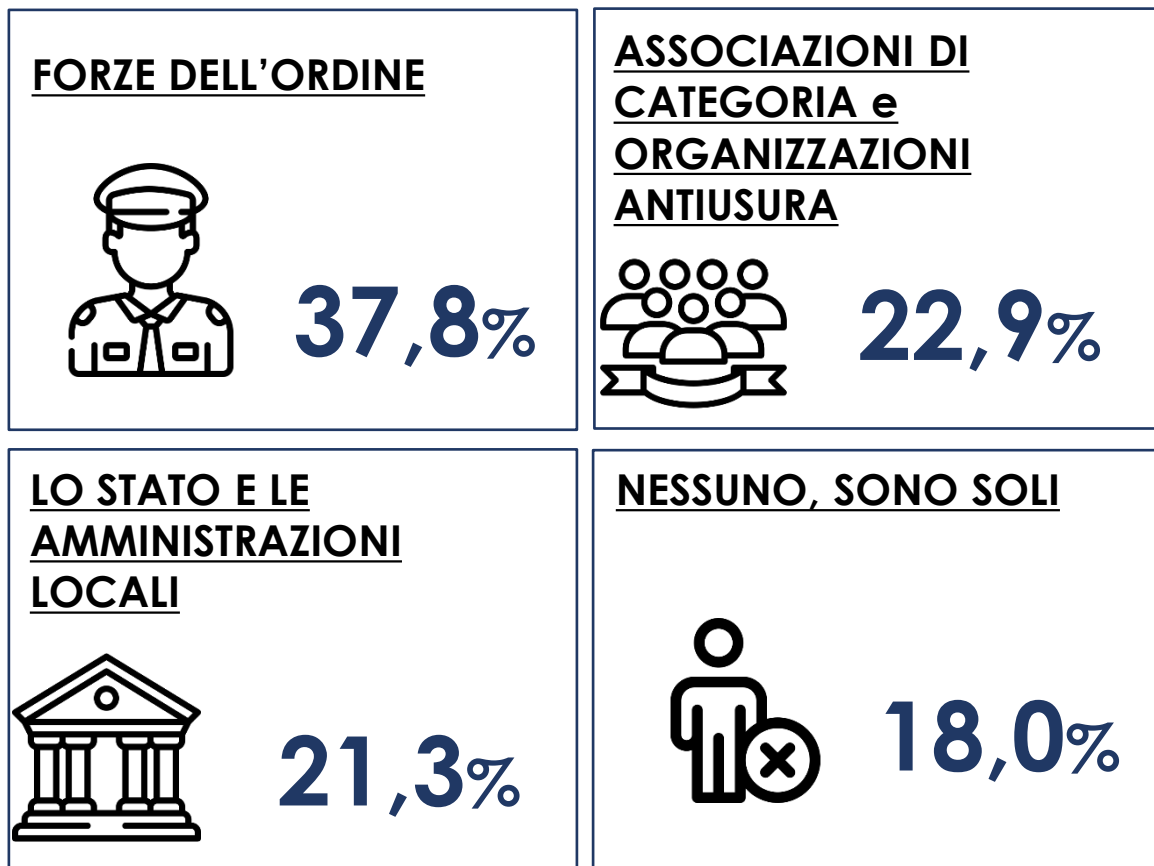 FORZE DELL’ORDINE
37,8%
ASSOCIAZIONI DI
CATEGORIA e
ORGANIZZAZIONI
ANTIUSURA
22,9%
LO STATO E LE
AMMINISTRAZIONI
LOCALI
21,3%
NESSUNO, SONO SOLI
18,0%